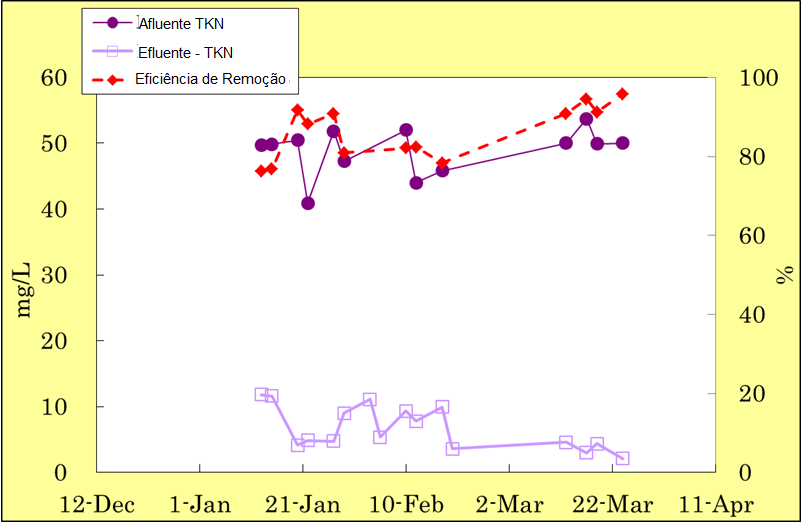 Afluente TKN
Efluente - TKN
Eficiência de Remoção
60
50
40
30
20
10
0
mg/L
100
80
60
40
20
0
%
12-Dec 1-Jan 21-Jan 10-Feb 2-Mar 22-Mar 11-Apr